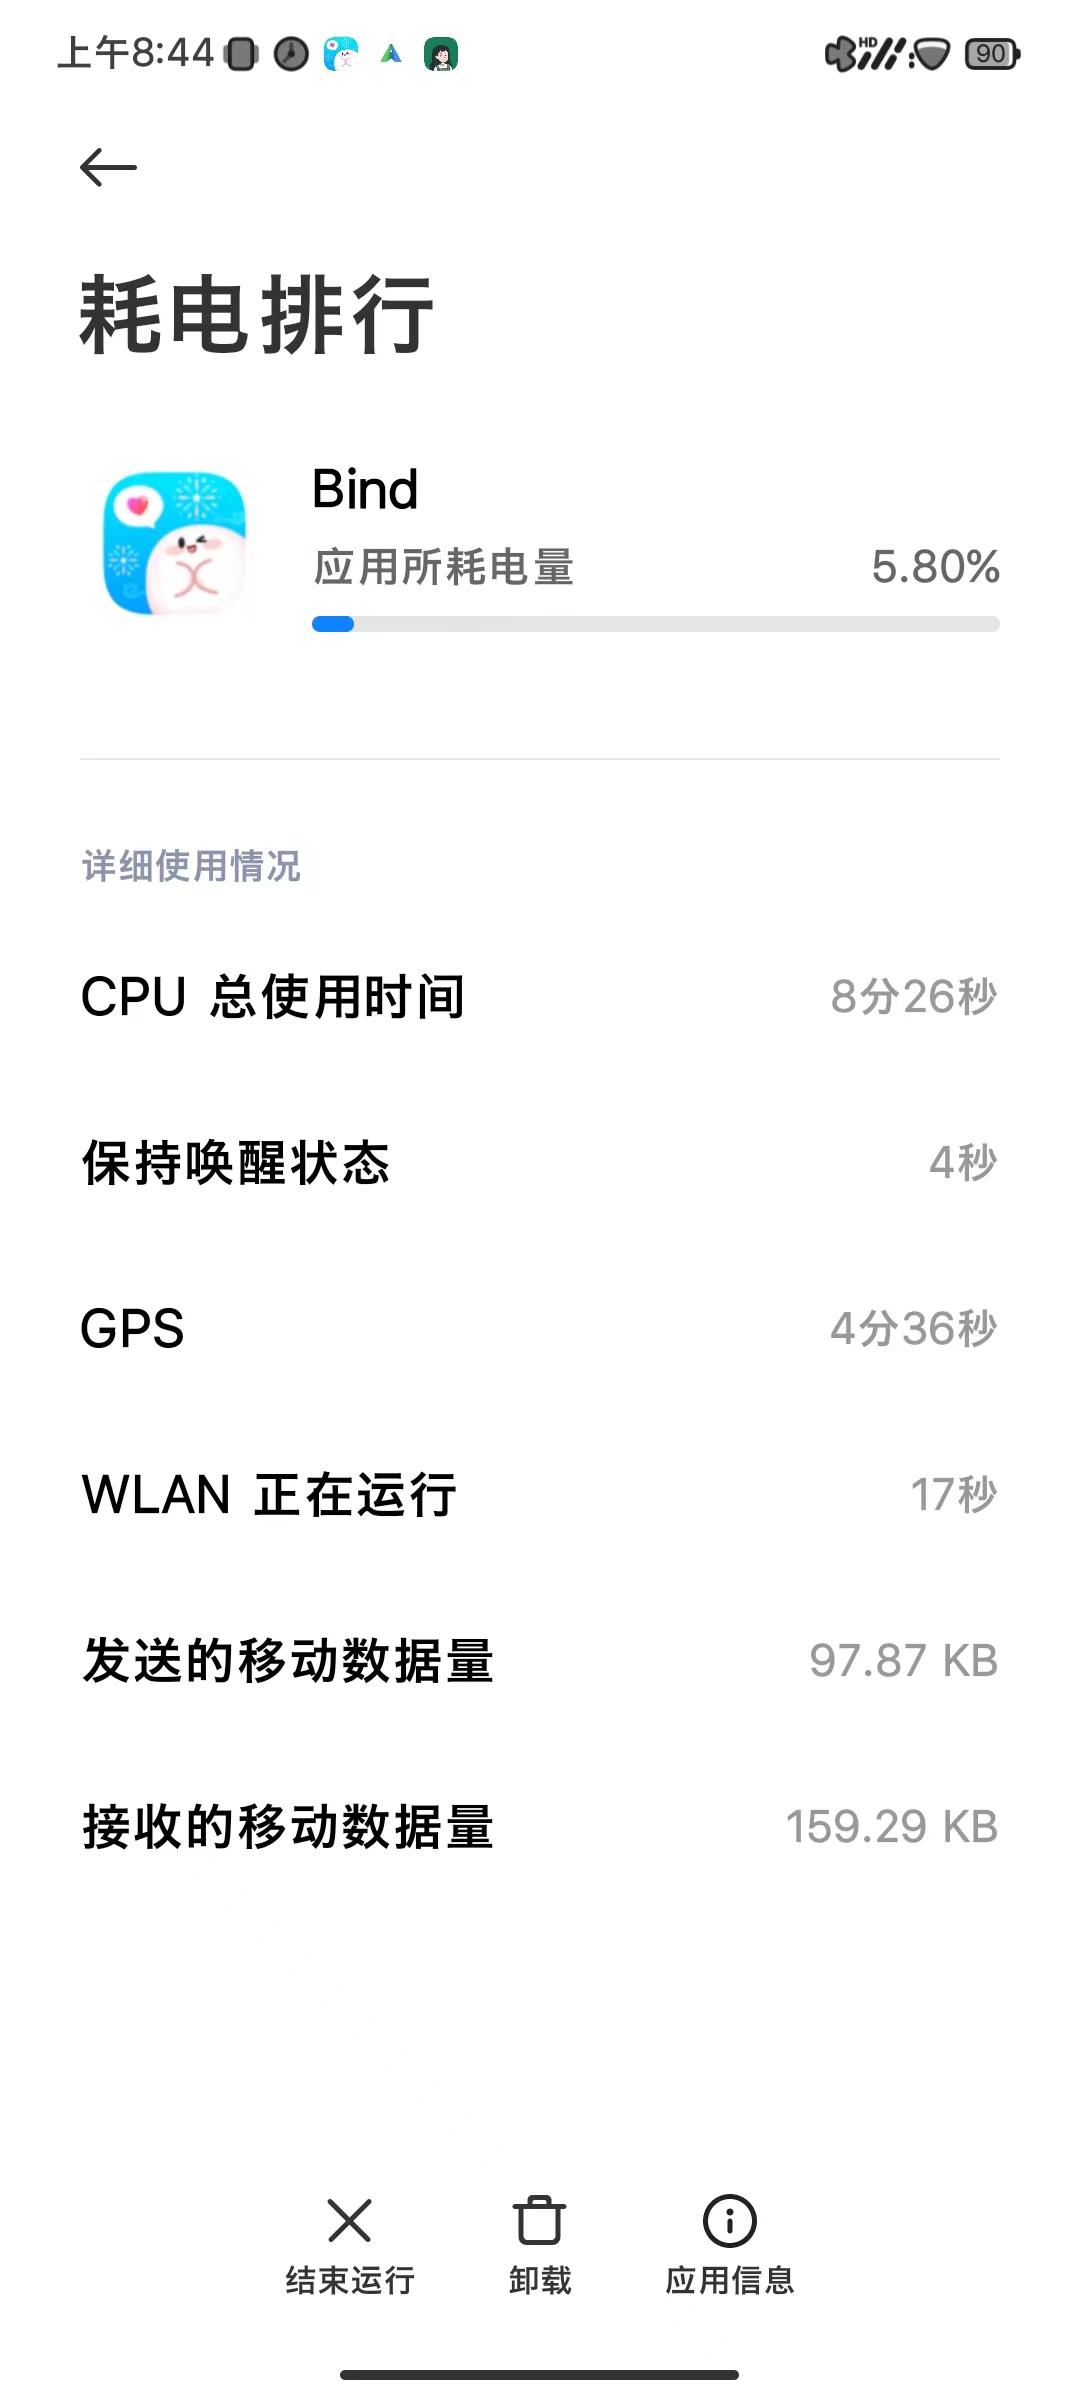 上午8:44
HD
90
耗电排行
Bind
应用所耗电量 5.80%
详细使用情况
CPU 总使用时间 8分26秒
保持唤醒状态 4秒
GPS 4分36秒
WLAN 正在运行 17秒
发送的移动数据量 97.87 KB
接收的移动数据量 159.29 KB
结束运行 卸载 应用信息